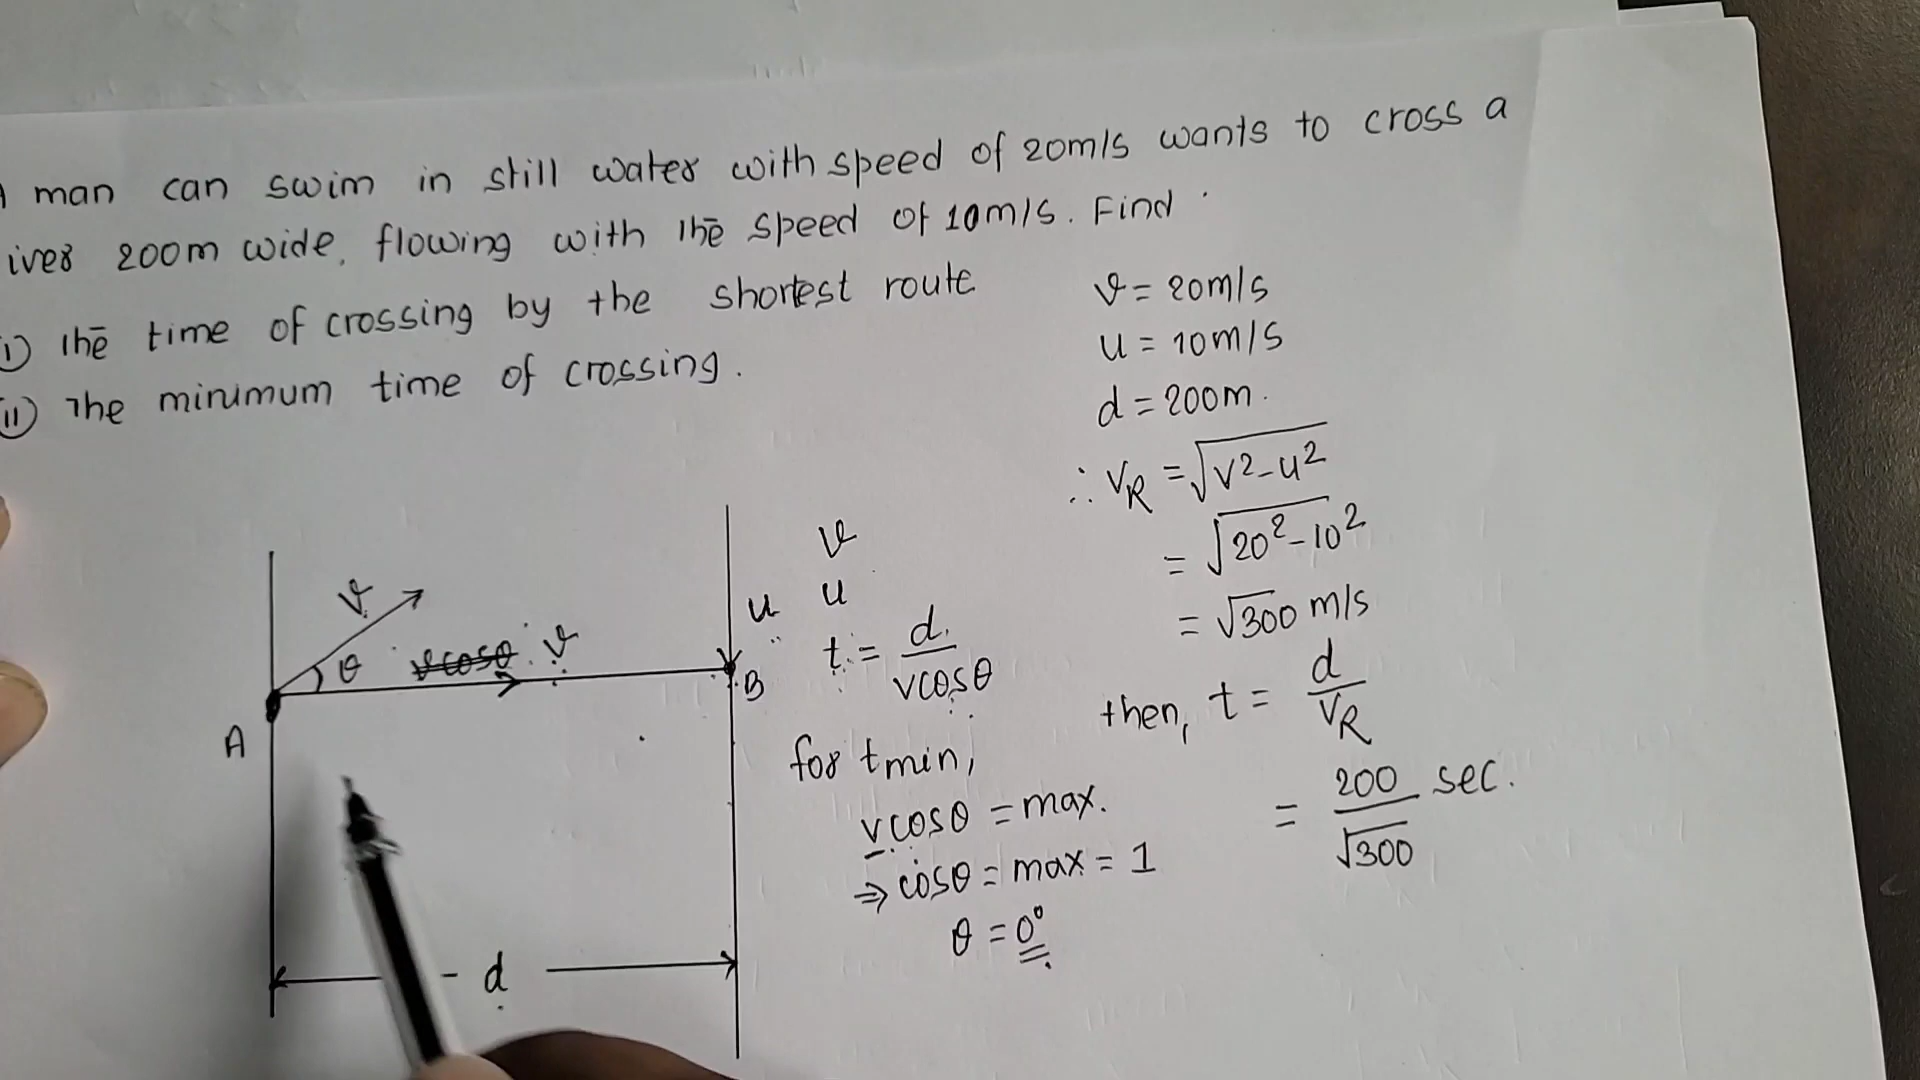 man can swim in still water with speed of 20m/s wants to cross a
iver 200m wide, flowing with the speed of 10m/s. Find
i) The time of crossing by the shortest route
ii) The minimum time of crossing.
v
θ
vcosθ v
A
B
d
u
v
u
t = d/vcosθ
for tmin,
vcosθ = max.
⇒ cosθ = max = 1
θ = 0°
v = 20m/s
u = 10m/s
d = 200m.
∴ VR = √v²-u²
= √20²-10²
= √300 m/s
then, t = d/VR
= 200/√300 sec.